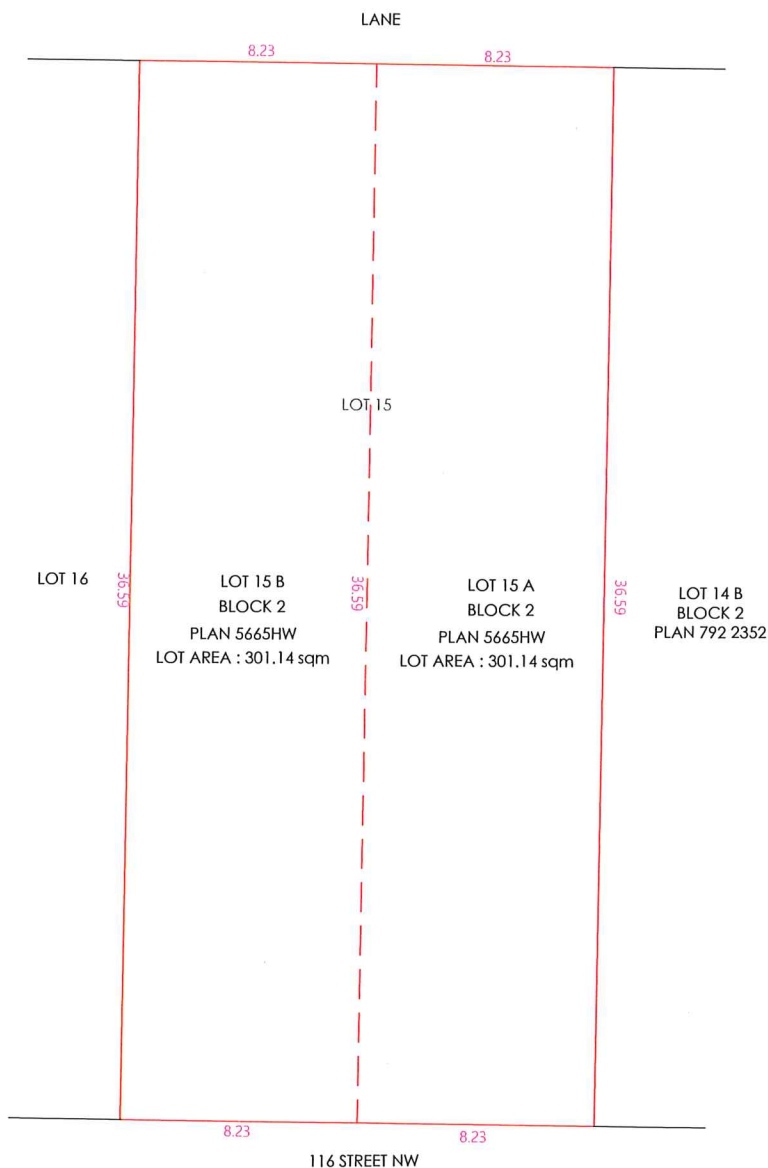 LANE
8.23
8.23
LOT 15
LOT 16
36.59
LOT 15 B
BLOCK 2
PLAN 5665HW
LOT AREA : 301.14 sqm
36.59
LOT 15 A
BLOCK 2
PLAN 5665HW
LOT AREA : 301.14 sqm
36.59
LOT 14 B
BLOCK 2
PLAN 792 2352
8.23
8.23
116 STREET NW